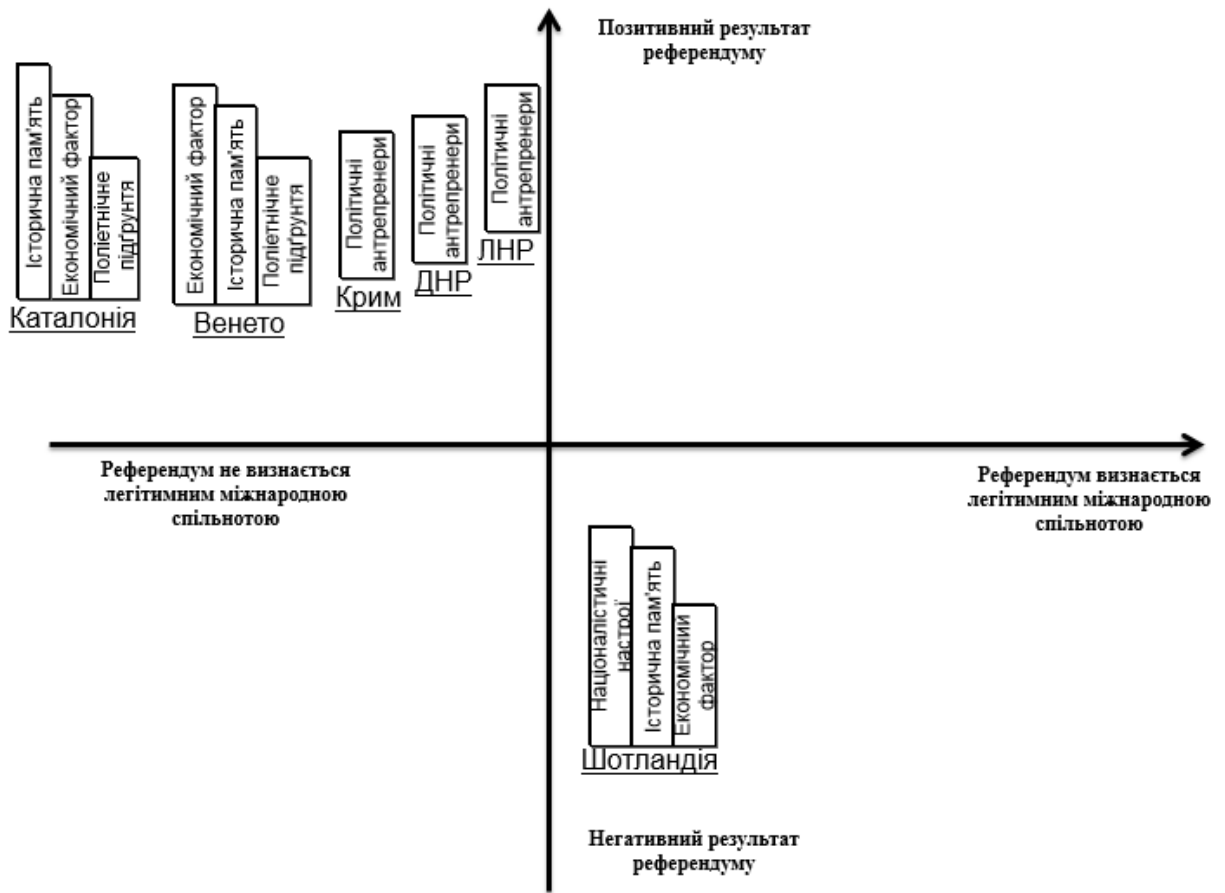 Позитивний результат
референдуму
Історична пам'ять
Економічний фактор
Поліетнічне
підґрунтя
Каталонія
Економічний фактор
Історична пам'ять
Поліетнічне
підґрунтя
Венето
Політичні
антрепренери
Крим
Політичні
антрепренери
ДНР
Політичні
антрепренери
ЛНР
Референдум не визнається
легітимним міжнародною
спільнотою
Референдум визнається
легітимним міжнародною
спільнотою
Націоналістичні
настрої
Історична пам'ять
Економічний
фактор
Шотландія
Негативний результат
референдуму